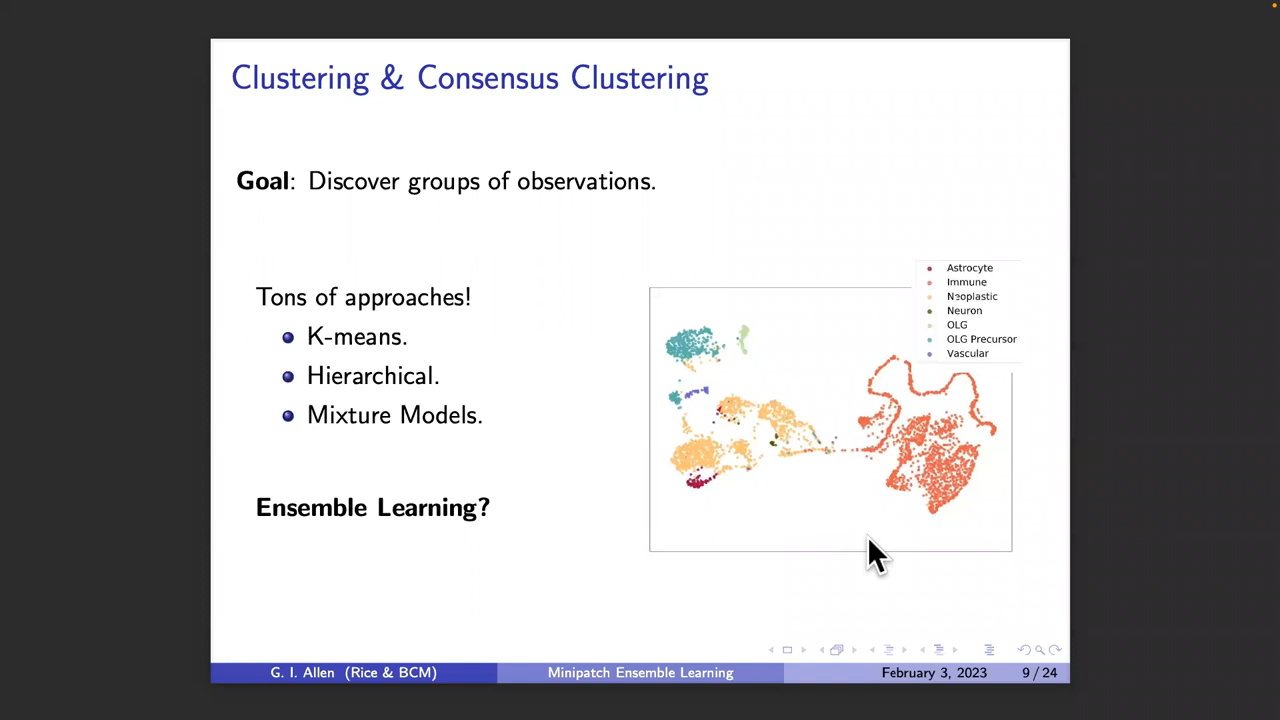 Clustering & Consensus Clustering
Goal: Discover groups of observations.
Tons of approaches!
K-means.
Hierarchical.
Mixture Models.
Ensemble Learning?
Astrocyte
Immune
Neoplastic
Neuron
OLG
OLG Precursor
Vascular
G. I. Allen (Rice & BCM)
Minipatch Ensemble Learning
February 3, 2023
9 / 24